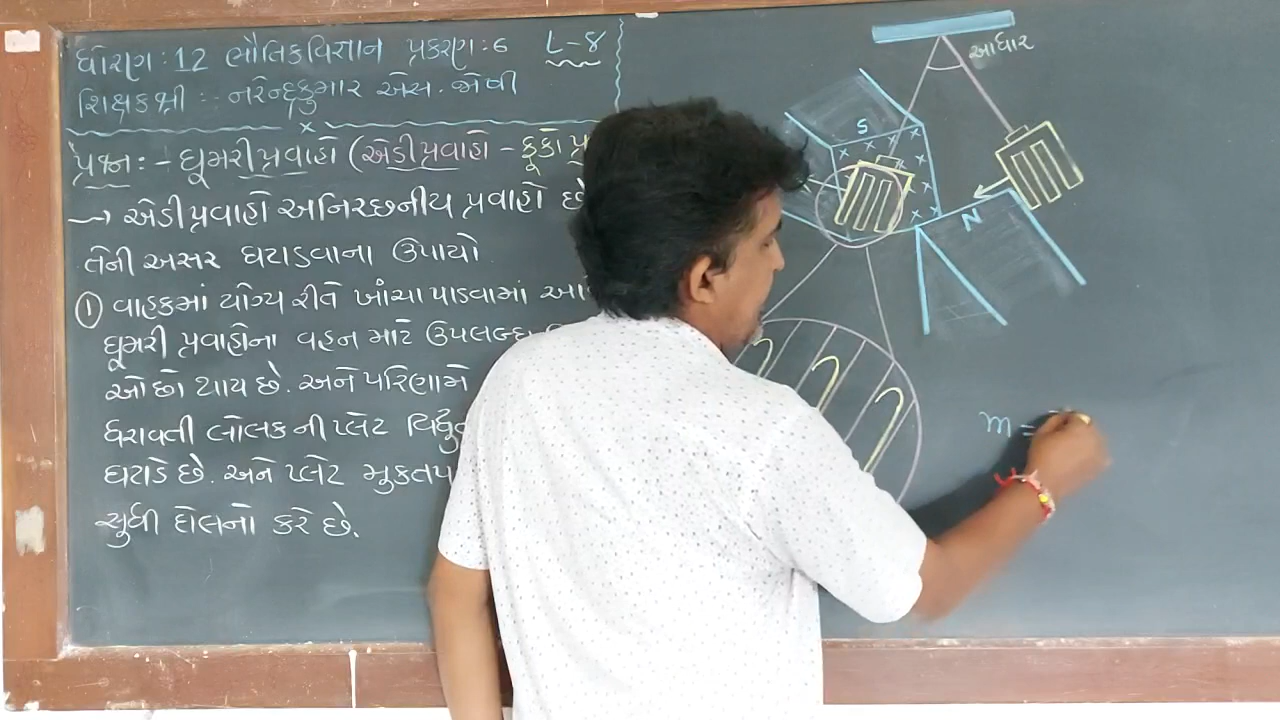 ધોરણ : 12 ભૌતિકવિજ્ઞાન પ્રકરણ : 6 L-8
શિક્ષકશ્રી :- નરેન્દ્રકુમાર એસ. જોષી
પ્રશ્ન :- ઘૂમરીપ્રવાહો (એડીપ્રવાહો - ફૂકો
→ એડીપ્રવાહો અનિચ્છનીય પ્રવાહો છે
તેની અસર ઘટાડવાના ઉપાયો
① વાહકમાં યોગ્ય રીતે ખાંચા પાડવામાં
ઘૂમરી પ્રવાહોના વહન માટે ઉપલબ્ધ
ઓછો થાય છે. અને પરિણામે
ધરાવતી લોલક ની પ્લેટ
ઘટાડે છે. અને પ્લેટ
સુધી દોલનો કરે છે.
આધાર
S
N
m =